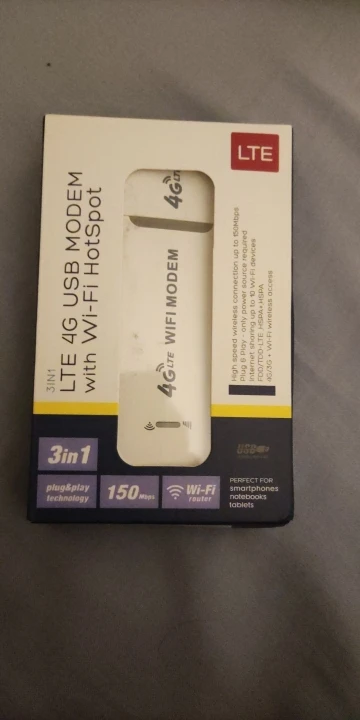 LTE
3IN1
LTE 4G USB MODEM
with Wi-Fi HotSpot
4G LTE
4G LTE WIFI MODEM
High speed wireless connection up to 150Mbps
Plug & Play - only power source required
Internet sharing up to 10 Wi-Fi devices
FDD/TDD-LTE, HSPA+HSPA
4G/3G + Wi-Fi wireless access
3in1
plug&play
technology
150Mbps
Wi-Fi
router
PERFECT FOR
smartphones
notebooks
tablets